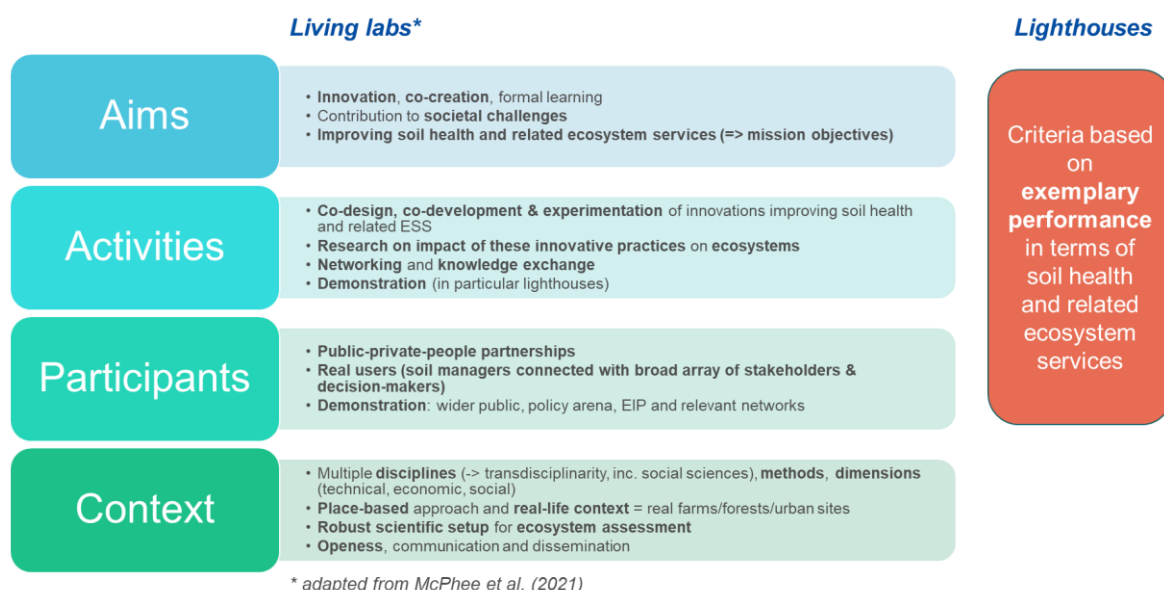 Living labs*
Aims
• Innovation, co-creation, formal learning
• Contribution to societal challenges
• Improving soil health and related ecosystem services (=> mission objectives)
Activities
• Co-design, co-development & experimentation of innovations improving soil health
and related ESS
• Research on impact of these innovative practices on ecosystems
• Networking and knowledge exchange
• Demonstration (in particular lighthouses)
Participants
• Public-private-people partnerships
• Real users (soil managers connected with broad array of stakeholders &
decision-makers)
• Demonstration: wider public, policy arena, EIP and relevant networks
Context
• Multiple disciplines (-> transdisciplinarity, inc. social sciences), methods, dimensions
(technical, economic, social)
• Place-based approach and real-life context = real farms/forests/urban sites
• Robust scientific setup for ecosystem assessment
• Openess, communication and dissemination
* adapted from McPhee et al. (2021)
Lighthouses
Criteria based
on
exemplary
performance
in terms of
soil health
and related
ecosystem
services